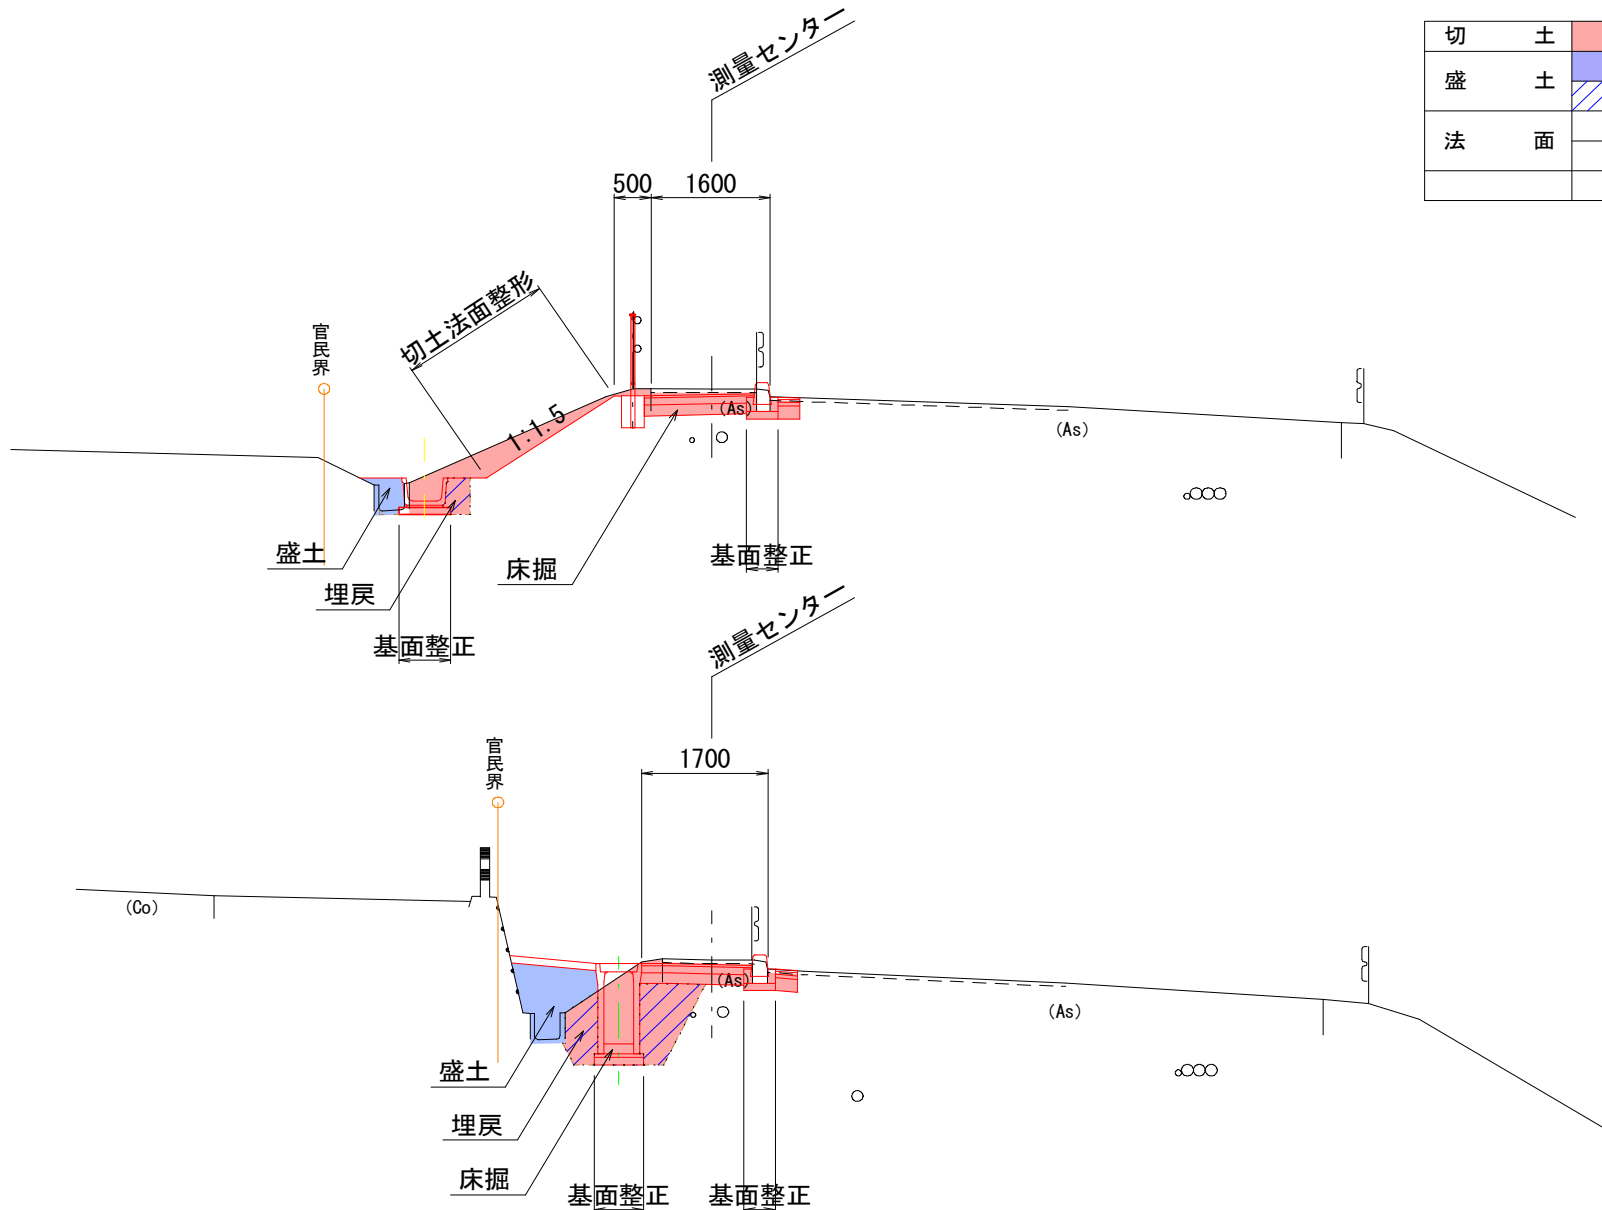 測量センター
切土
盛土
法面
500
1600
切土法面整形
官民界
1:1.5
(As)
(As)
盛土
床掘
基面整正
埋戻
基面整正
測量センター
官民界
1700
(Co)
(As)
(As)
盛土
埋戻
床掘
基面整正
基面整正